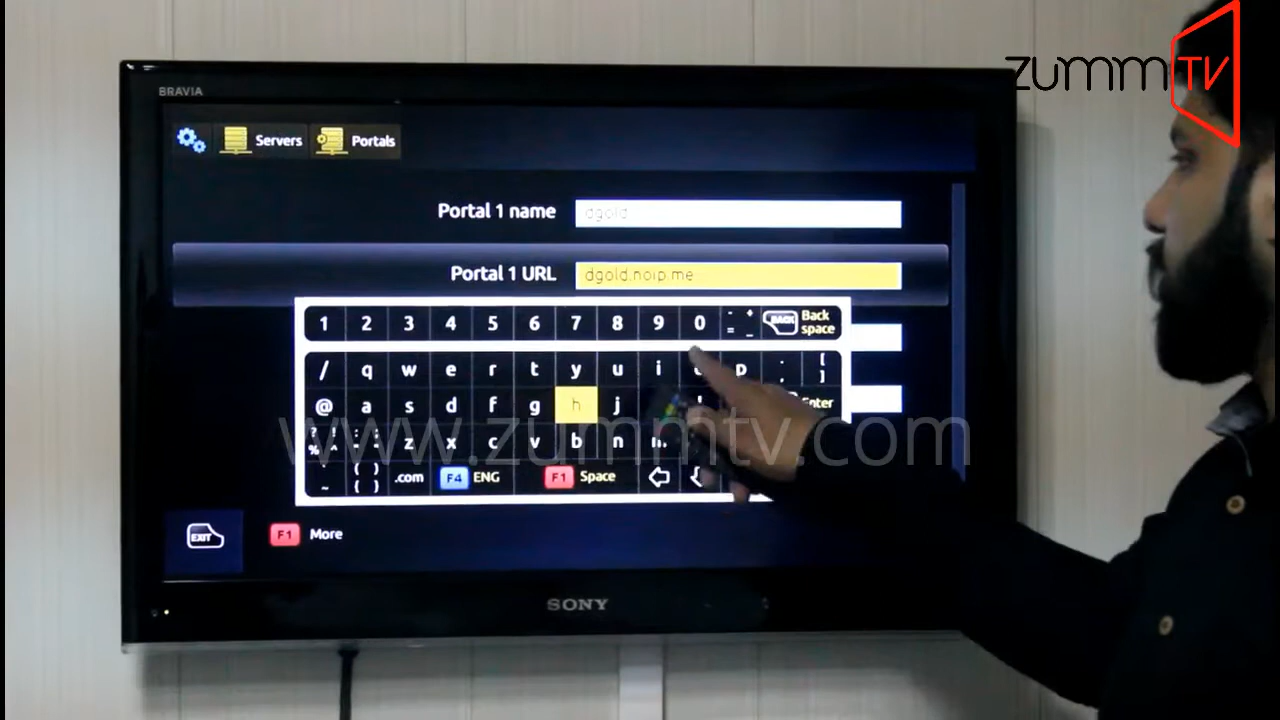 zummTV
BRAVIA
Servers Portals
Portal 1 name dgold
Portal 1 URL dgold.noip.me
1 2 3 4 5 6 7 8 9 0 - + = _ BACK Back space
/ q w e r t y u i p ; , [ ]
@ a s d f g h j Enter
? ! % ^ : ; z x c v b n m
www.zummtv.com
~ ( ) { } .com F4 ENG F1 Space
EXIT F1 More
SONY